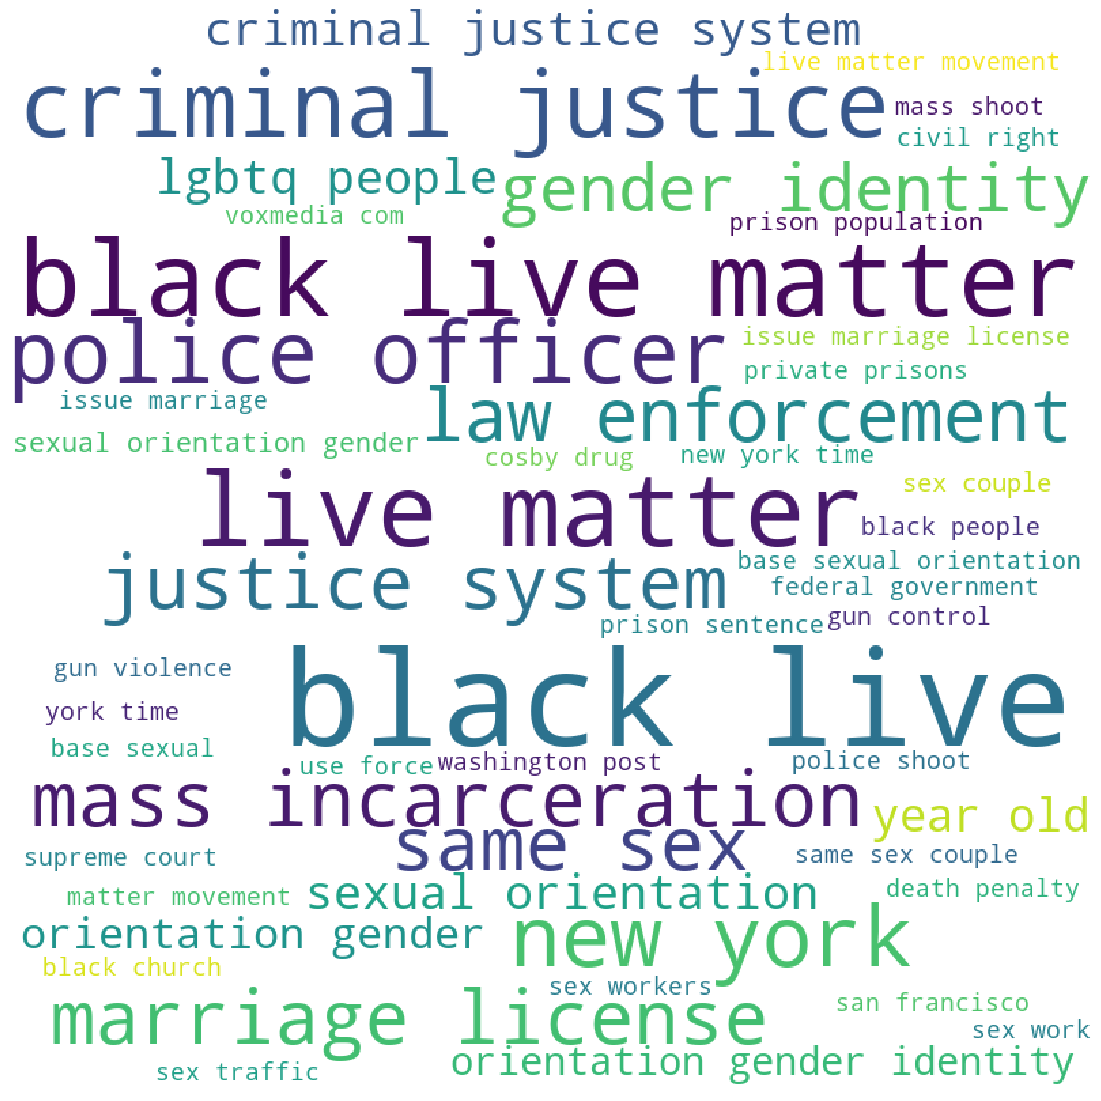 criminal justice system
live matter movement
criminal justice
mass shoot
civil right
lgbtq people
gender identity
voxmedia com
prison population
black live matter
police officer
issue marriage license
private prisons
issue marriage
law enforcement
sexual orientation gender
cosby drug
new york time
live matter
sex couple
black people
justice system
base sexual orientation
federal government
prison sentence
gun control
gun violence
black live
york time
base sexual
use force
washington post
police shoot
mass incarceration
year old
same sex
supreme court
same sex couple
matter movement
sexual orientation
death penalty
orientation gender
new york
black church
sex workers
marriage license
san francisco
sex work
sex traffic
orientation gender identity